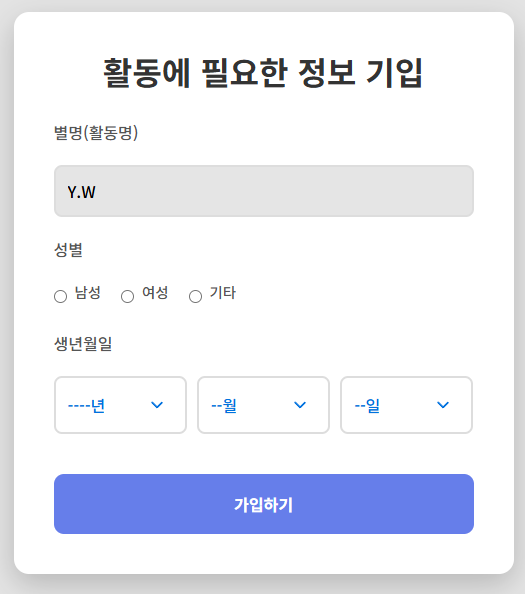 활동에 필요한 정보 기입
별명(활동명)
Y.W
성별
남성 여성 기타
생년월일
----년 --월 --일
가입하기